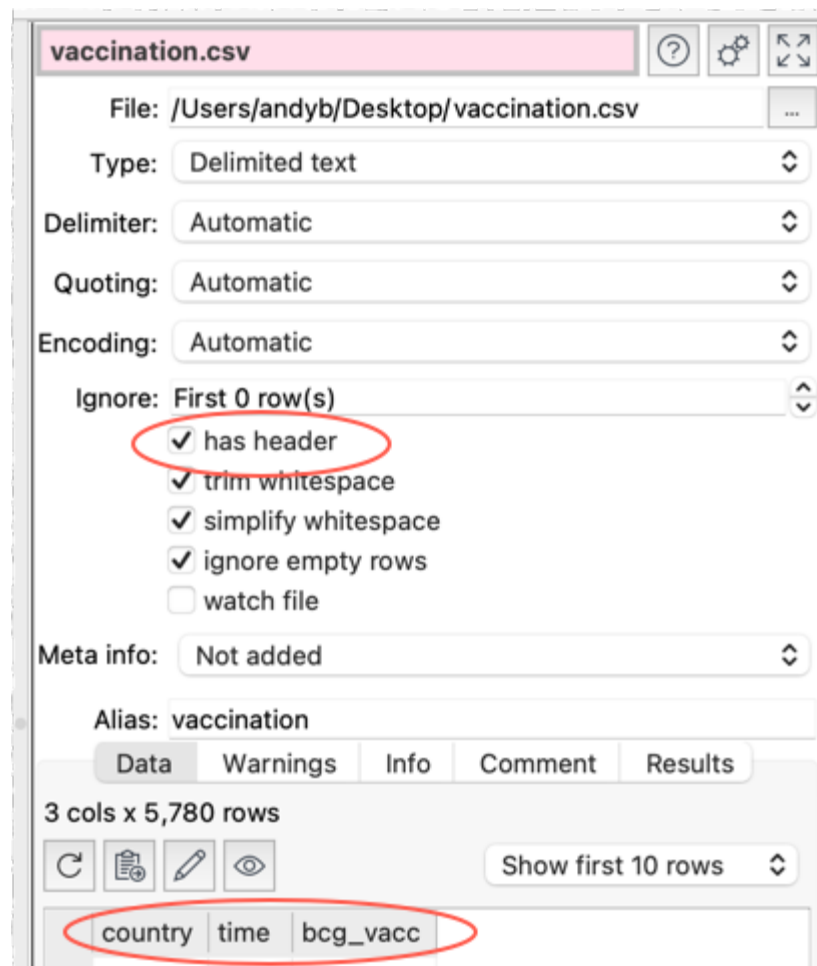 vaccination.csv
File: /Users/andyb/Desktop/vaccination.csv ...
Type: Delimited text
Delimiter: Automatic
Quoting: Automatic
Encoding: Automatic
Ignore: First 0 row(s)
has header
trim whitespace
simplify whitespace
ignore empty rows
watch file
Meta info: Not added
Alias: vaccination
Data Warnings Info Comment Results
3 cols x 5,780 rows
Show first 10 rows
country time bcg_vacc